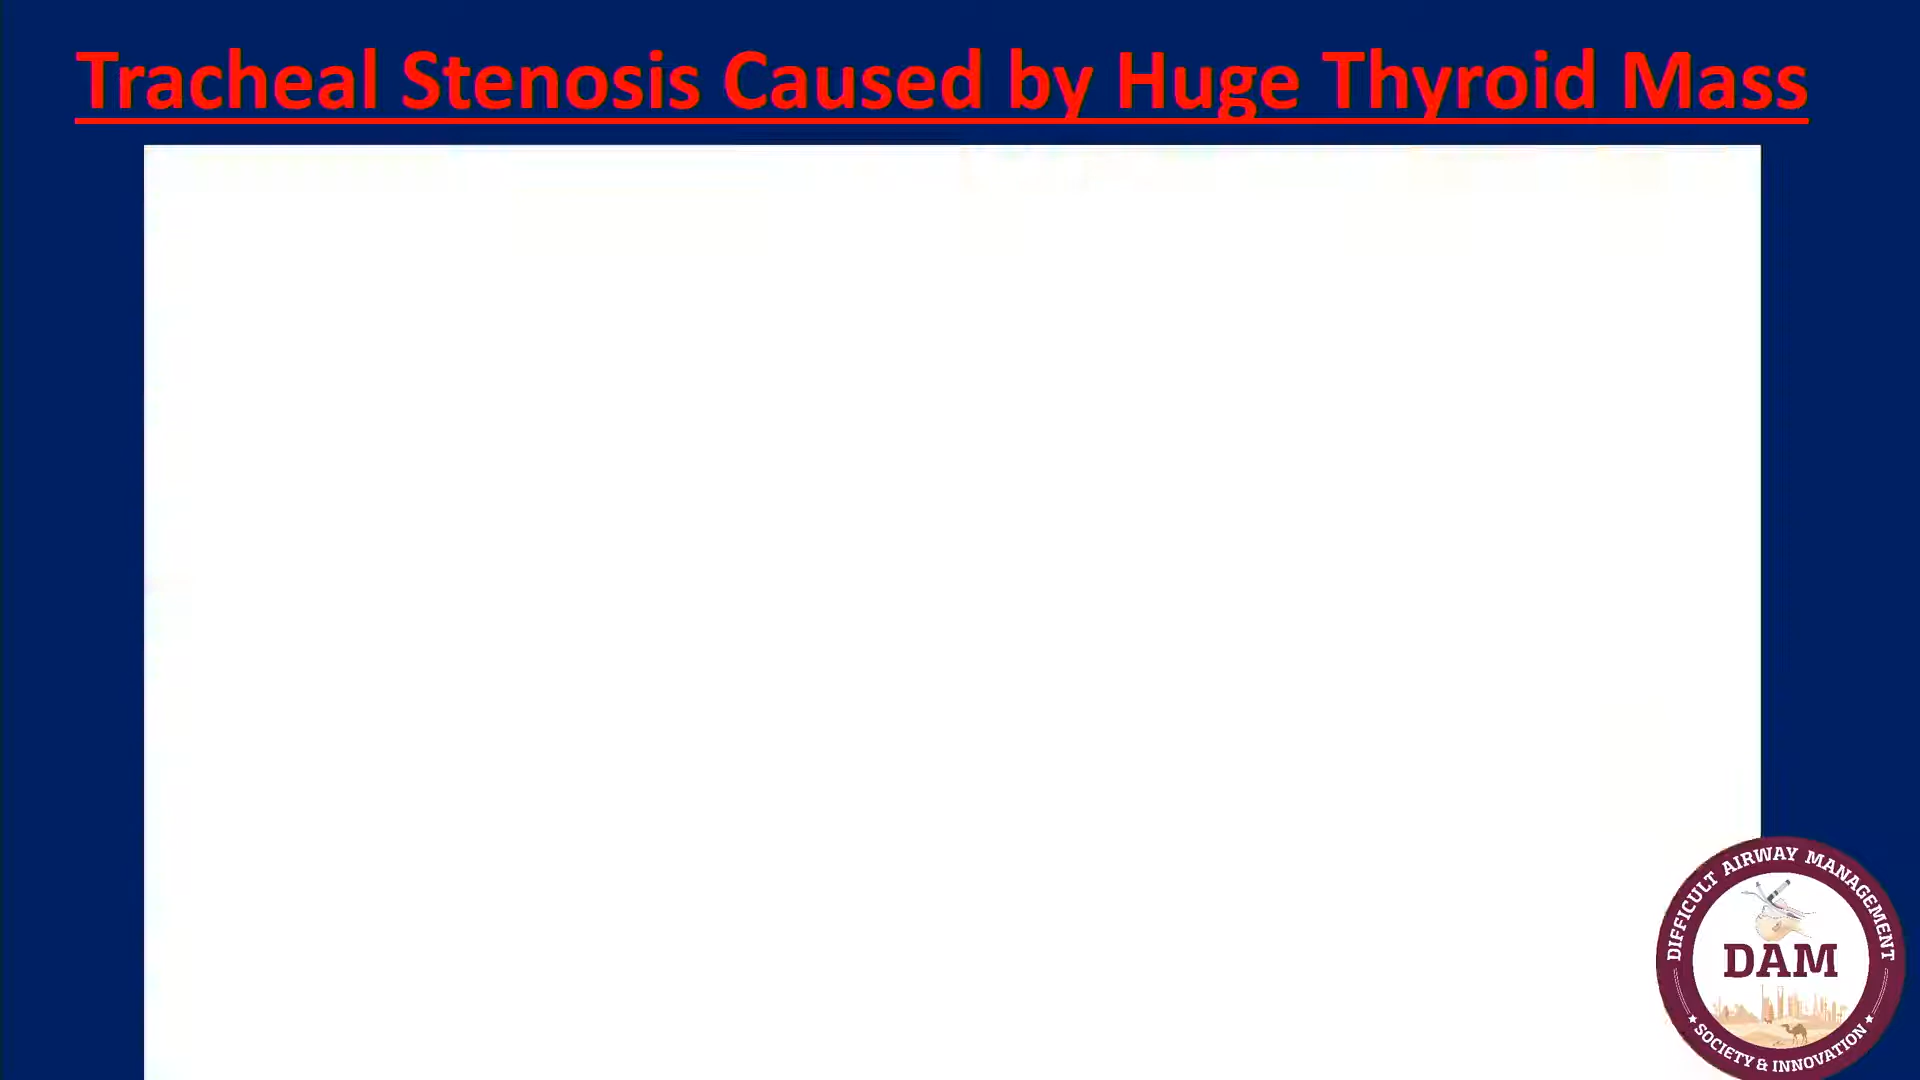 Tracheal Stenosis Caused by Huge Thyroid Mass
DIFFICULT AIRWAY MANAGEMENT
DAM
★ SOCIETY & INNOVATION ★